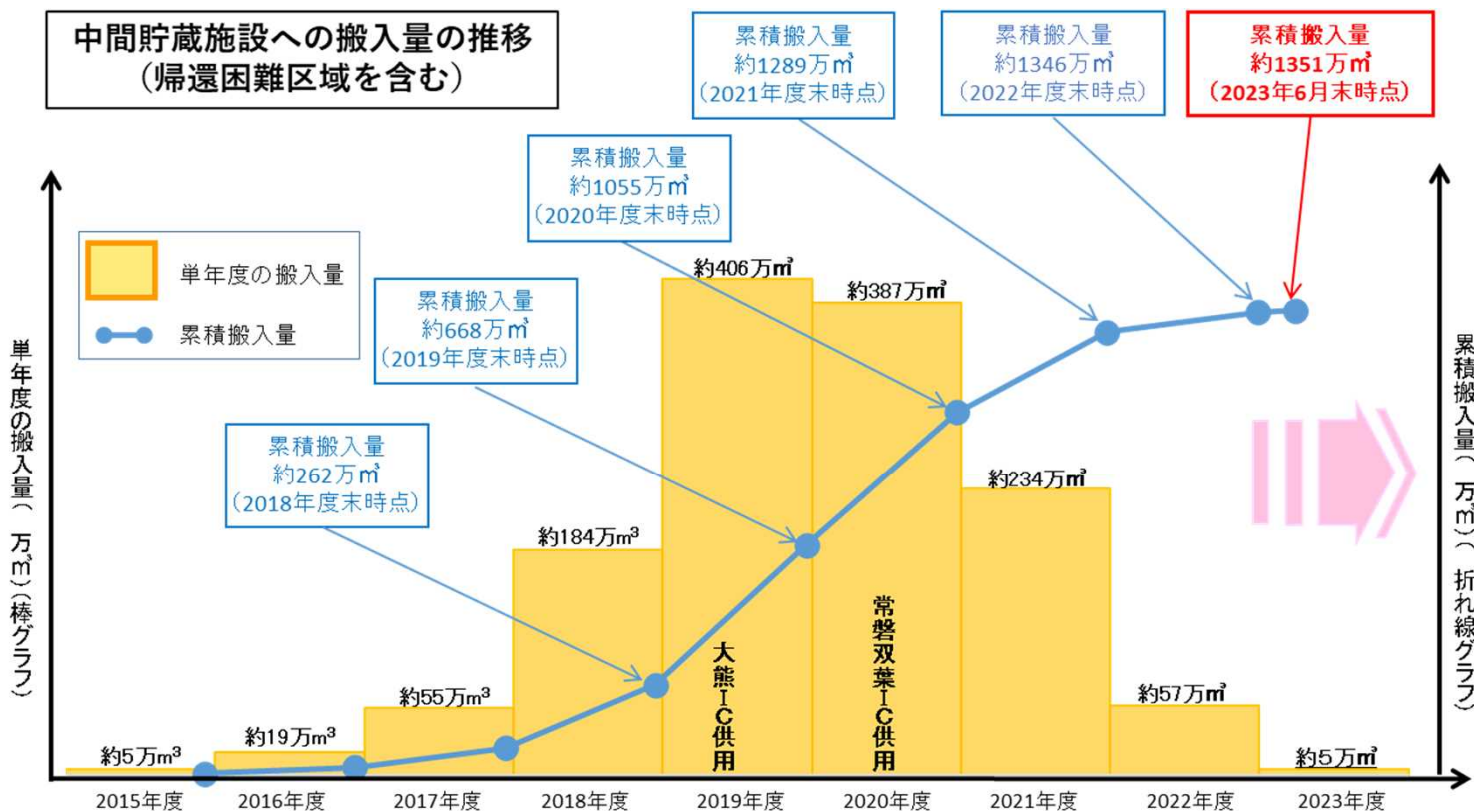 中間貯蔵施設への搬入量の推移
（帰還困難区域を含む）
累積搬入量
約1289万㎥
（2021年度末時点）
累積搬入量
約1346万㎥
（2022年度末時点）
累積搬入量
約1351万㎥
（2023年6月末時点）
累積搬入量
約1055万㎥
（2020年度末時点）
単年度の搬入量
累積搬入量
累積搬入量
約668万㎥
（2019年度末時点）
累積搬入量
約262万㎥
（2018年度末時点）
単年度の搬入量（　万㎥）（棒グラフ）
累積搬入量（　万㎥）（　折れ線グラフ）
約5万m³
約19万m³
約55万m³
約184万m³
約406万㎥
約387万㎥
約234万㎥
約57万㎥
約5万㎥
大熊IC供用
常磐双葉IC供用
2015年度
2016年度
2017年度
2018年度
2019年度
2020年度
2021年度
2022年度
2023年度